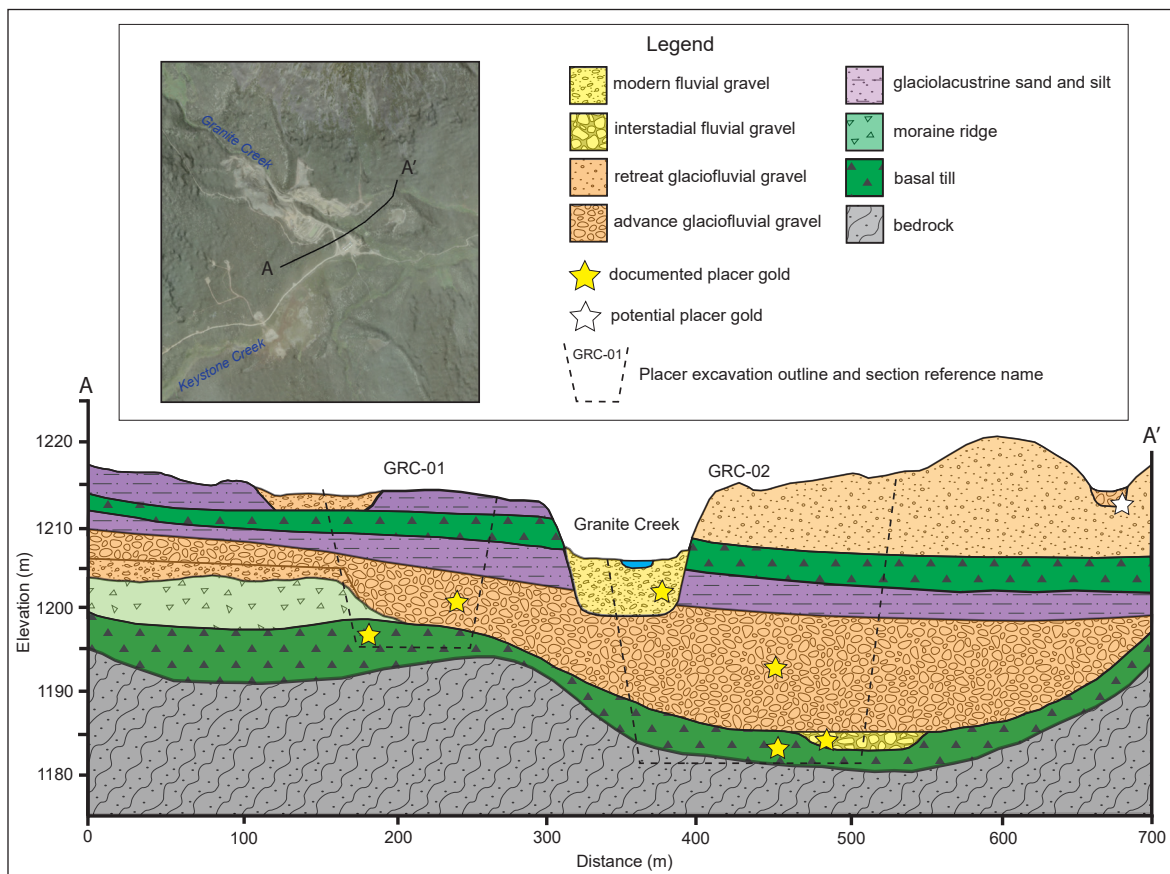 Legend
Granite Creek
A'
A
Keystone Creek
modern fluvial gravel
interstadial fluvial gravel
retreat glaciofluvial gravel
advance glaciofluvial gravel
documented placer gold
potential placer gold
glaciolacustrine sand and silt
moraine ridge
basal till
bedrock
GRC-01
Placer excavation outline and section reference name
A
A'
GRC-01
GRC-02
Granite Creek
Elevation (m)
1220
1210
1200
1190
1180
0
100
200
300
400
500
600
700
Distance (m)